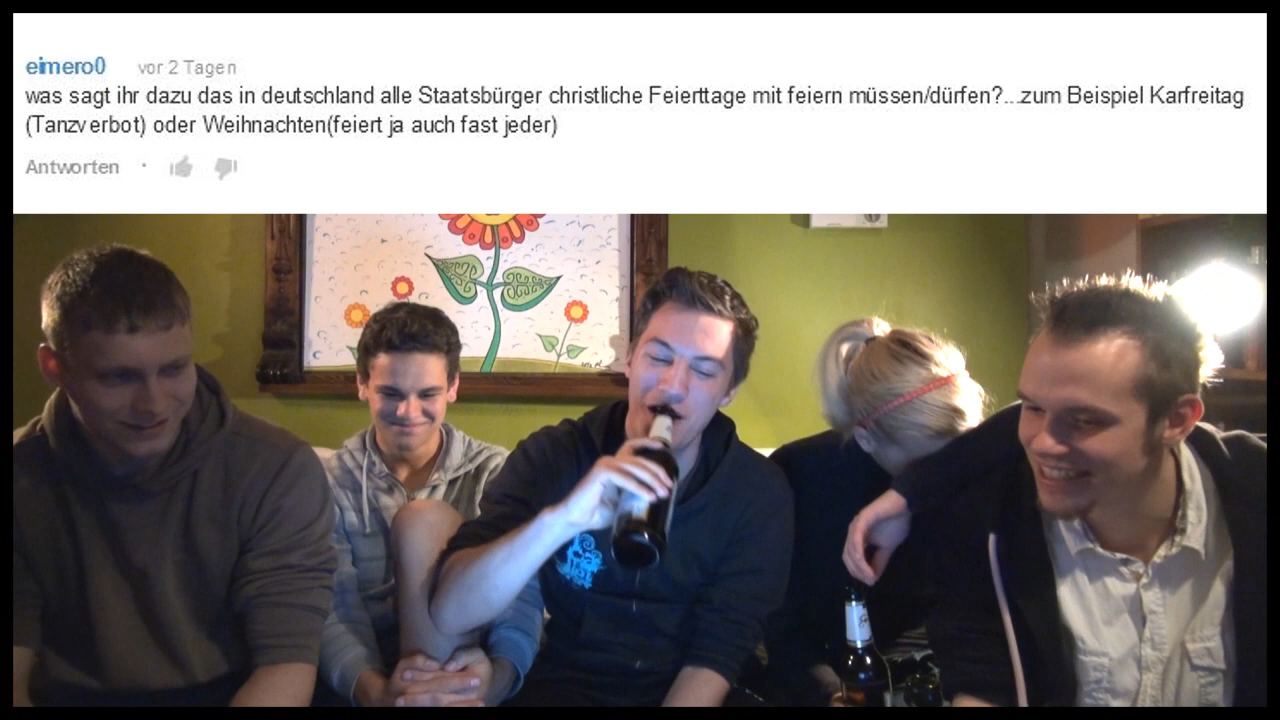 eimero0 vor 2 Tagen
was sagt ihr dazu das in deutschland alle Staatsbürger christliche Feierttage mit feiern müssen/dürfen?...zum Beispiel Karfreitag
(Tanzverbot) oder Weihnachten(feiert ja auch fast jeder)
Antworten ·